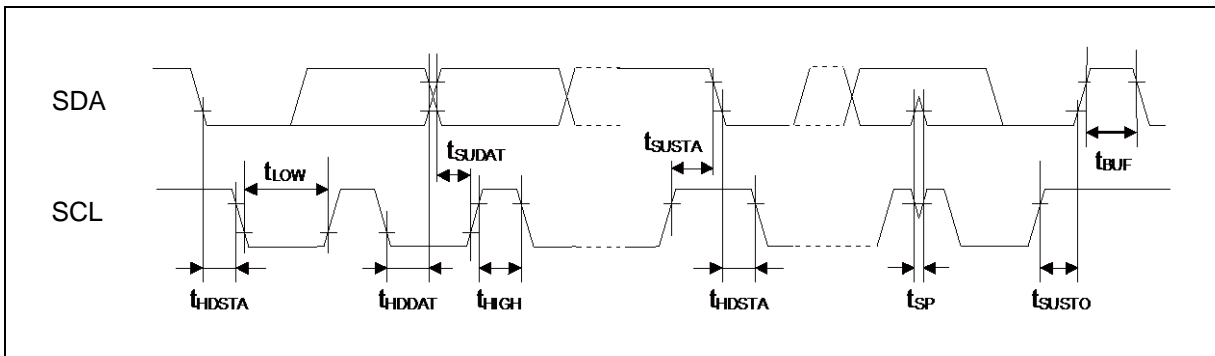 SDA
tSUDAT
tSUSTA
tLOW
tBUF
SCL
tHDSTA
tHDDAT
tHIGH
tHDSTA
tSP
tSUSTO